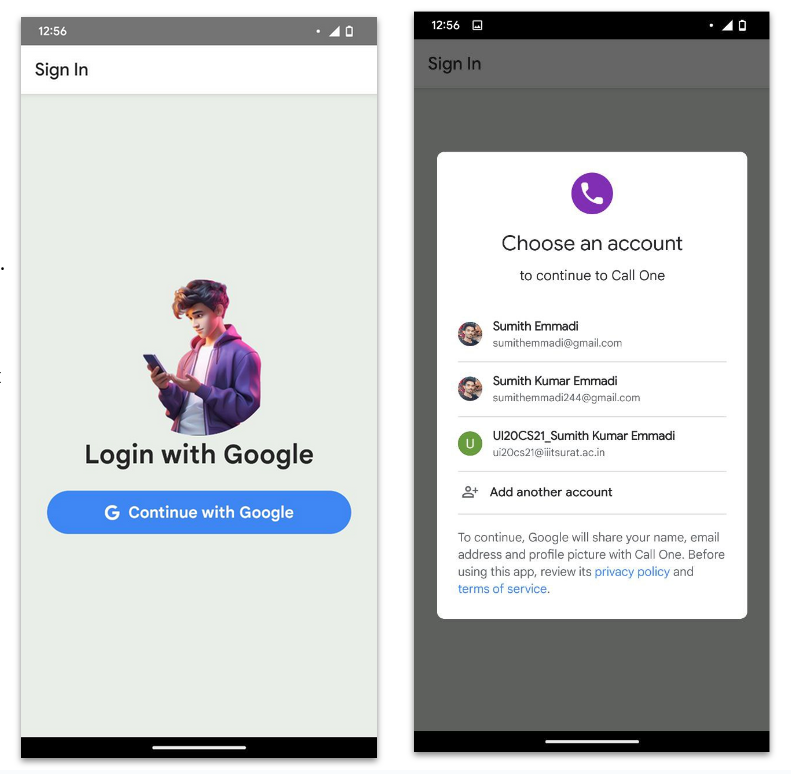 12:56
Sign In
Login with Google
G Continue with Google
12:56
Sign In
Choose an account
to continue to Call One
Sumith Emmadi
sumithemmadi@gmail.com
Sumith Kumar Emmadi
sumithemmadi244@gmail.com
U
UI20CS21_Sumith Kumar Emmadi
ui20cs21@iiitsurat.ac.in
Add another account
To continue, Google will share your name, email
address and profile picture with Call One. Before
using this app, review its privacy policy and
terms of service.